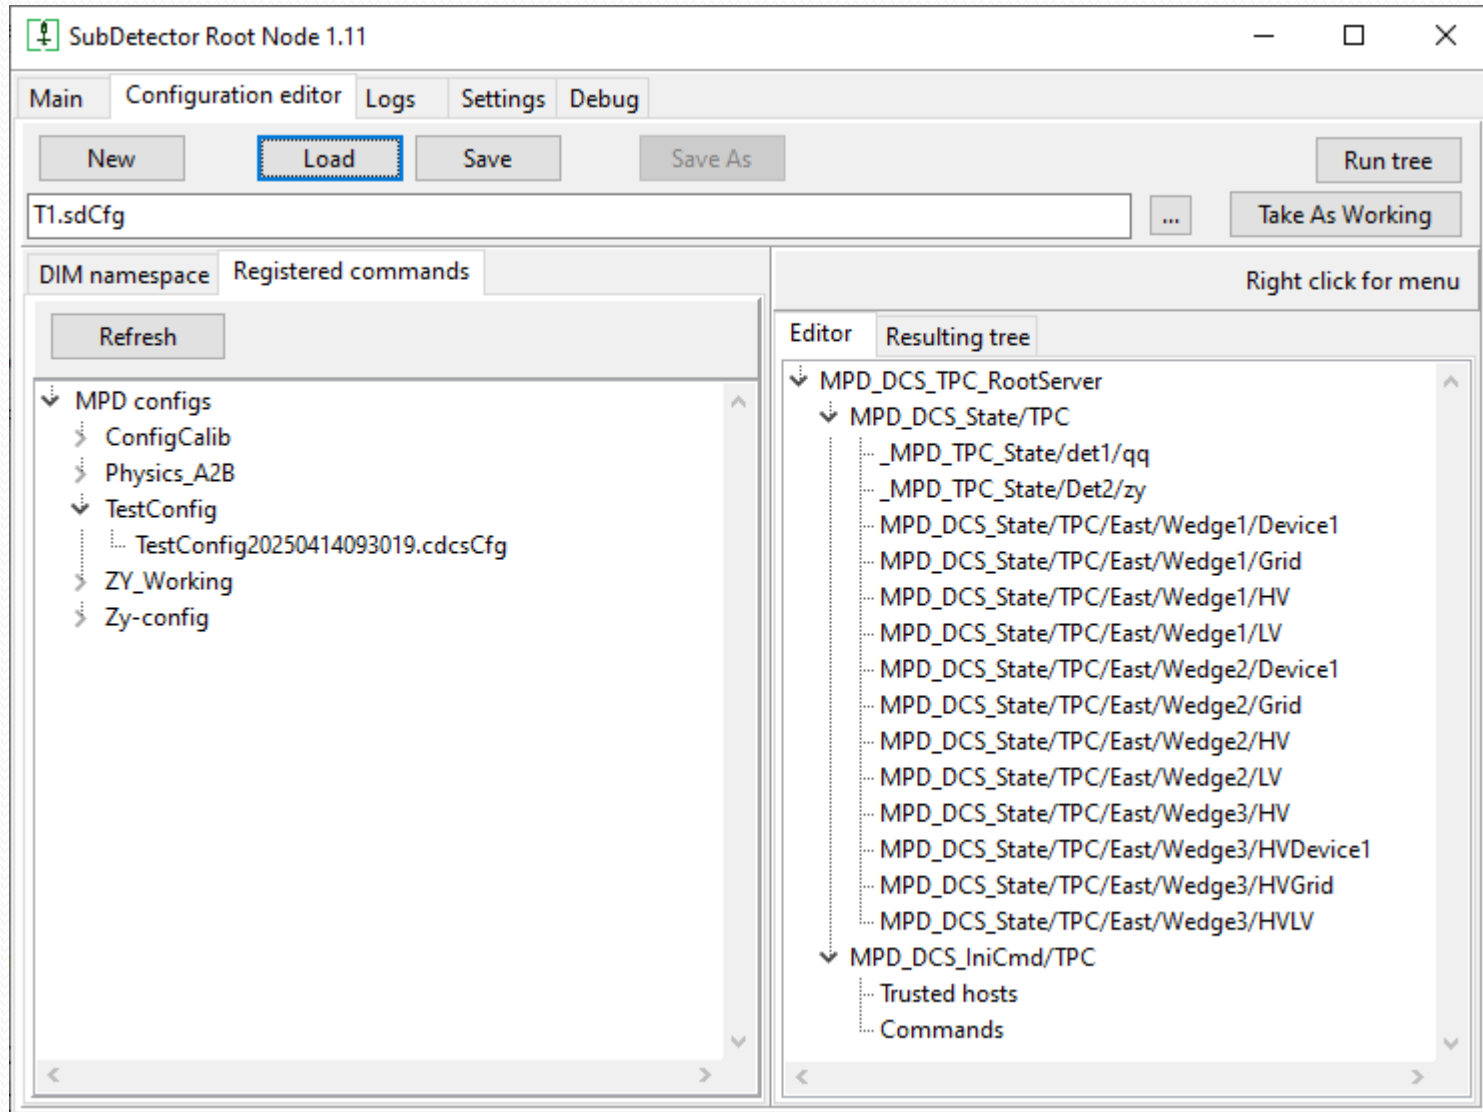 SubDetector Root Node 1.11
Main Configuration editor Logs Settings Debug
New Load Save Save As Run tree
T1.sdCfg ... Take As Working
DIM namespace Registered commands
Refresh
MPD configs
ConfigCalib
Physics_A2B
TestConfig
TestConfig20250414093019.cdcsCfg
ZY_Working
Zy-config
Right click for menu
Editor Resulting tree
MPD_DCS_TPC_RootServer
MPD_DCS_State/TPC
_MPD_TPC_State/det1/qq
_MPD_TPC_State/Det2/zy
MPD_DCS_State/TPC/East/Wedge1/Device1
MPD_DCS_State/TPC/East/Wedge1/Grid
MPD_DCS_State/TPC/East/Wedge1/HV
MPD_DCS_State/TPC/East/Wedge1/LV
MPD_DCS_State/TPC/East/Wedge2/Device1
MPD_DCS_State/TPC/East/Wedge2/Grid
MPD_DCS_State/TPC/East/Wedge2/HV
MPD_DCS_State/TPC/East/Wedge2/LV
MPD_DCS_State/TPC/East/Wedge3/HV
MPD_DCS_State/TPC/East/Wedge3/HVDevice1
MPD_DCS_State/TPC/East/Wedge3/HVGrid
MPD_DCS_State/TPC/East/Wedge3/HVLV
MPD_DCS_IniCmd/TPC
Trusted hosts
Commands